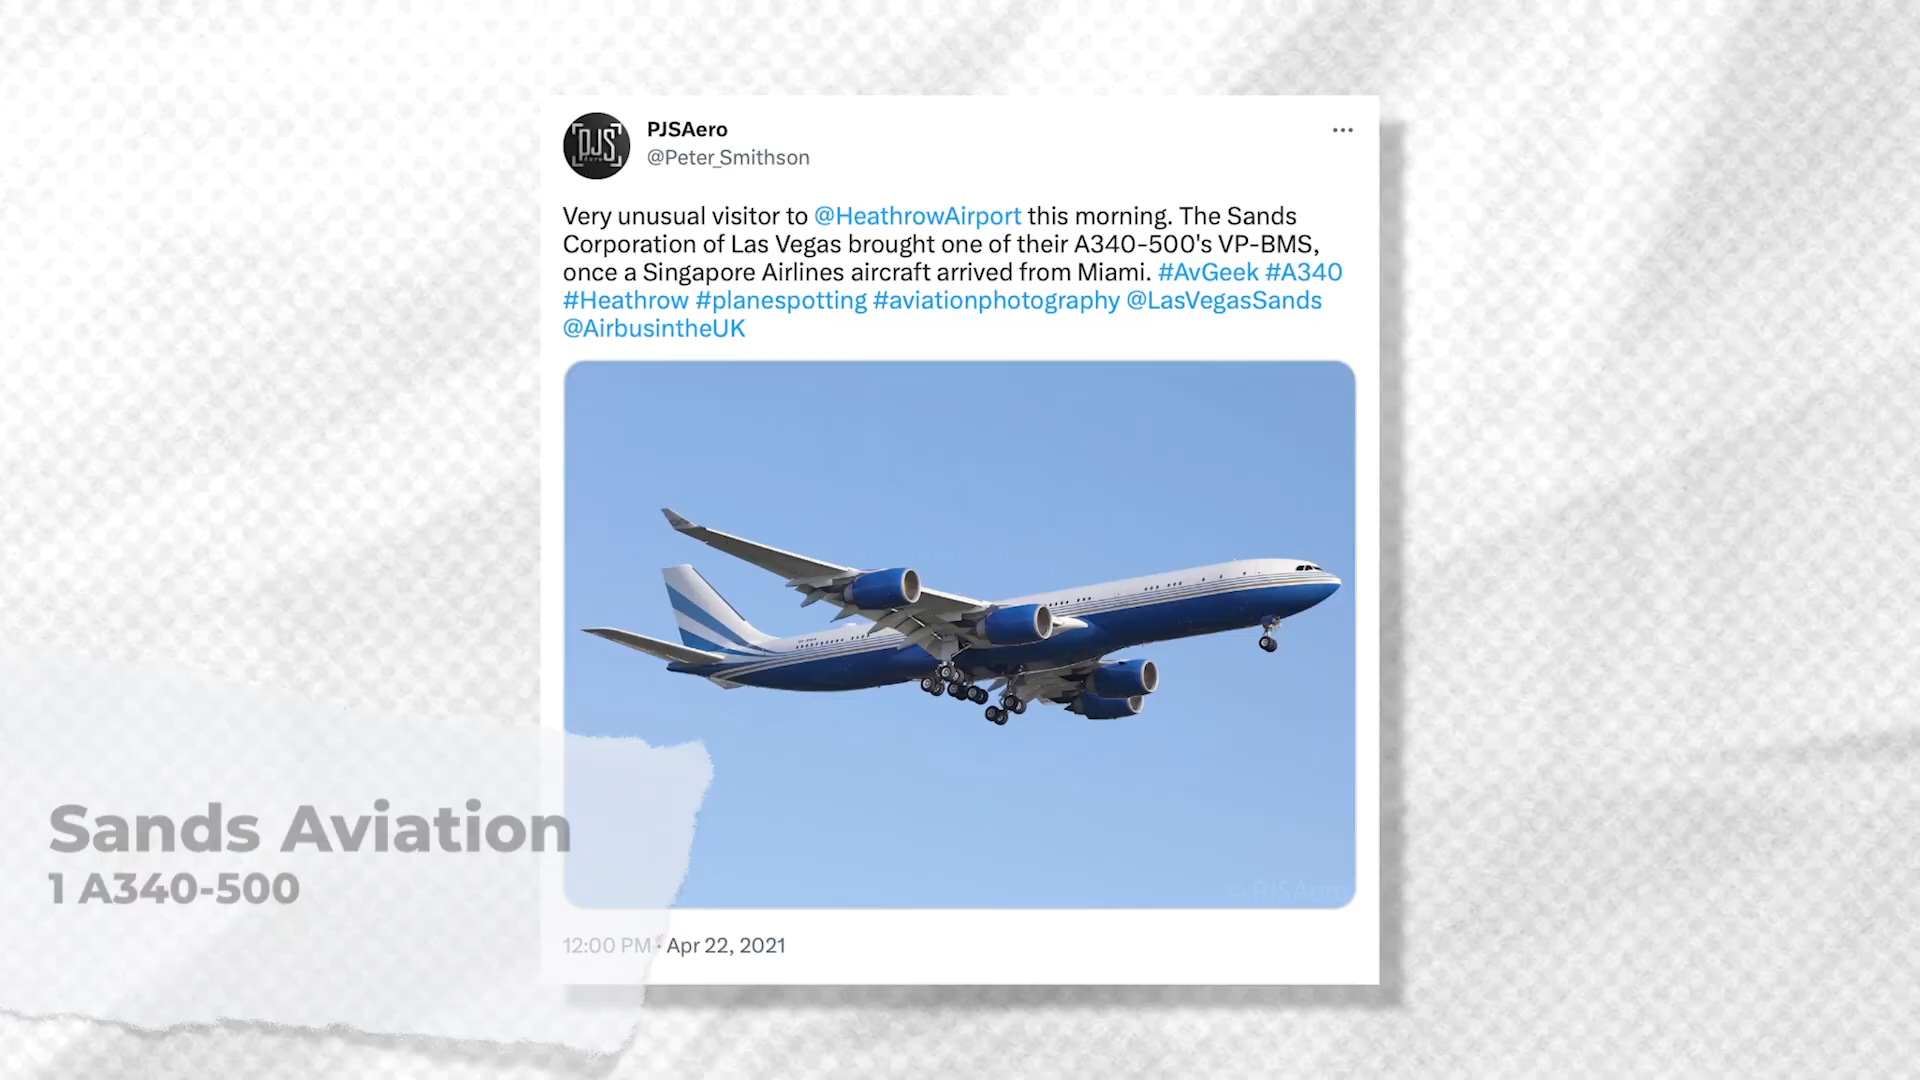 PJSAero
@Peter_Smithson
Very unusual visitor to @HeathrowAirport this morning. The Sands
Corporation of Las Vegas brought one of their A340-500's VP-BMS,
once a Singapore Airlines aircraft arrived from Miami. #AvGeek #A340
#Heathrow #planespotting #aviationphotography @LasVegasSands
@AirbusintheUK
© PJSAero
Sands Aviation
1 A340-500
12:00 PM · Apr 22, 2021